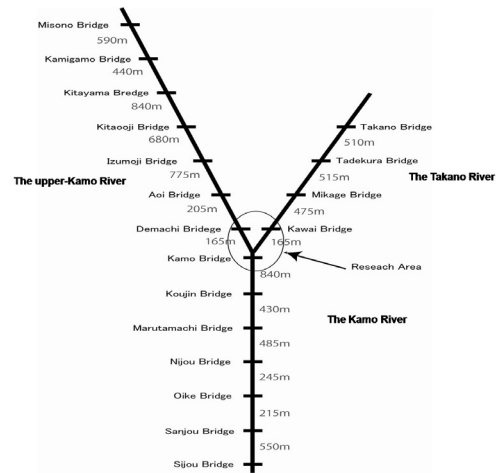 Misono Bridge
590m
Kamigamo Bridge
440m
Kitayama Bredge
840m
Kitaooji Bridge
680m
Izumoji Bridge
775m
The upper-Kamo River
Aoi Bridge
205m
Demachi Bridege
165m
Takano Bridge
510m
Tadekura Bridge
515m
The Takano River
Mikage Bridge
475m
Kawai Bridge
165m
Reseach Area
Kamo Bridge
840m
Koujin Bridge
430m
The Kamo River
Marutamachi Bridge
485m
Nijou Bridge
245m
Oike Bridge
215m
Sanjou Bridge
550m
Sijou Bridge